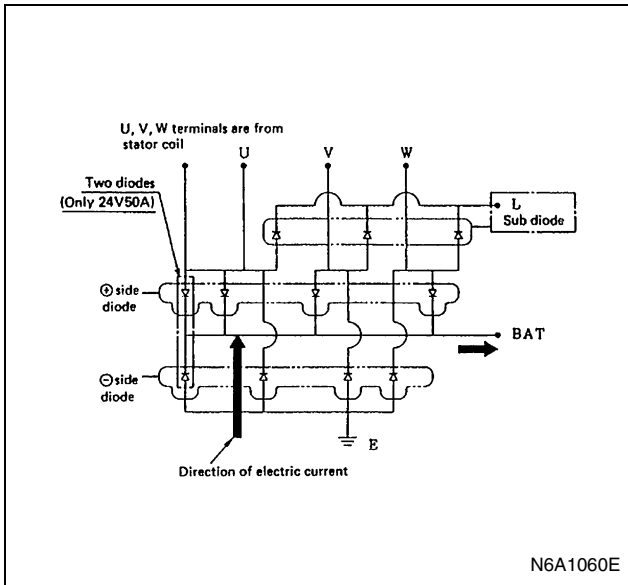 U, V, W terminals are from
stator coil
U
V
W
Two diodes
(Only 24V50A)
L
Sub diode
⊕ side
diode
BAT
⊖ side
diode
E
Direction of electric current
N6A1060E